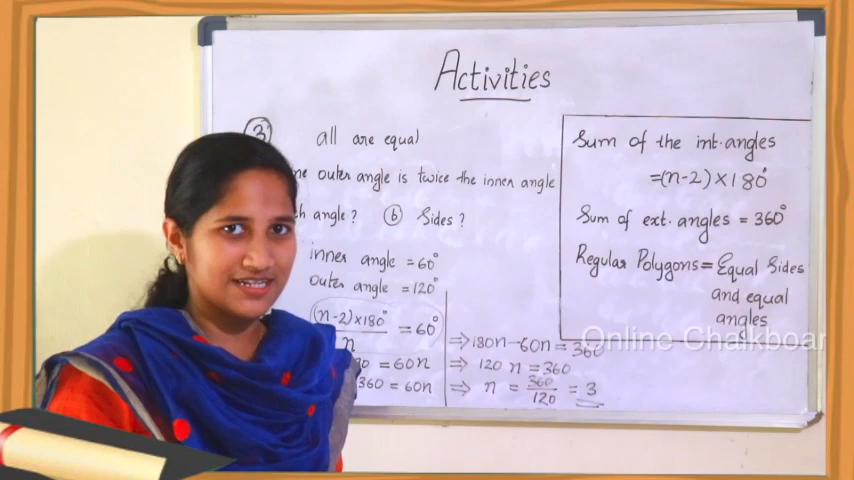 Activities
3
all are equal
outer angle is twice the inner angle
angle? b Sides?
inner angle = 60°
outer angle = 120°
(n-2)×180° = 60°
n
= 60n
360 = 60n
⇒ 180n-60n = 360
⇒ 120 n = 360
⇒ n = 360/120 = 3
Sum of the int. angles
=(n-2)×180°
Sum of ext. angles = 360°
Regular Polygons = Equal Sides
and equal
angles
Online Chalkboar